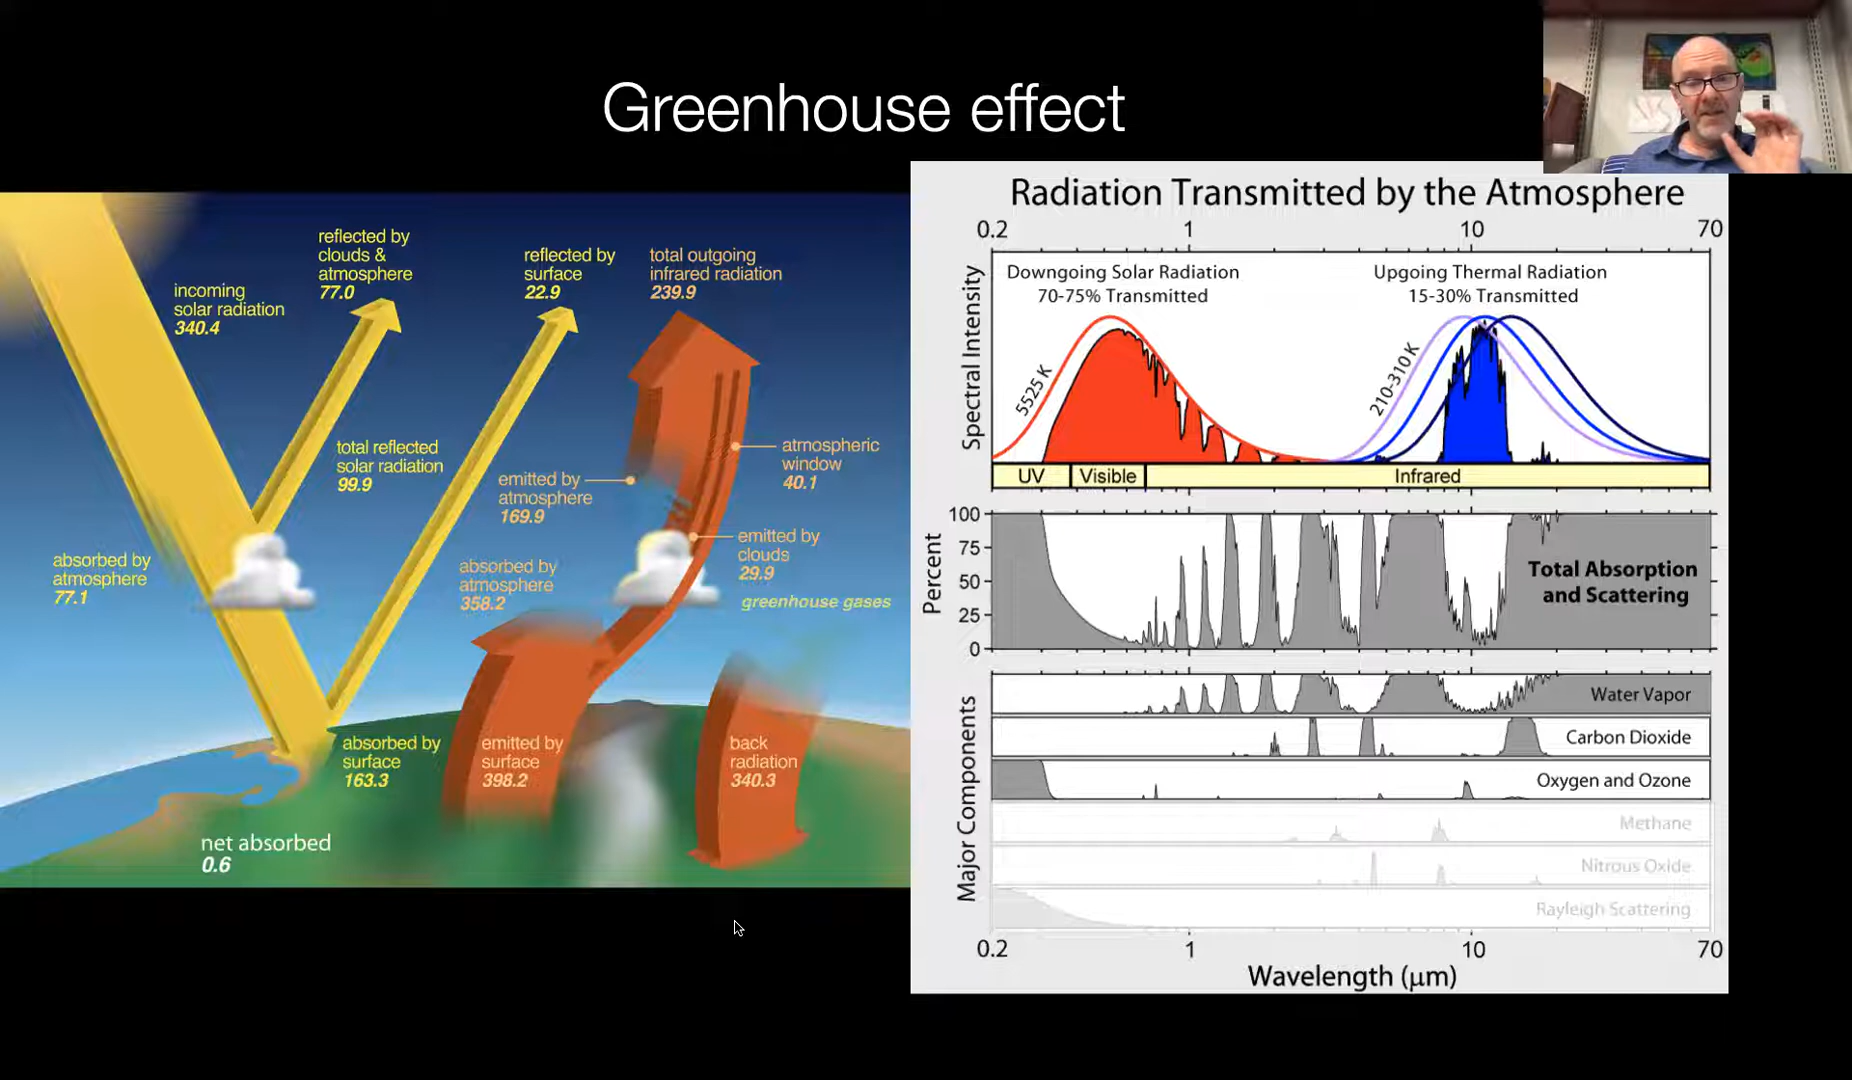 Greenhouse effect
incoming
solar radiation
340.4
reflected by
clouds &
atmosphere
77.0
reflected by
surface
22.9
total outgoing
infrared radiation
239.9
total reflected
solar radiation
99.9
atmospheric
window
40.1
emitted by
atmosphere
169.9
absorbed by
atmosphere
77.1
absorbed by
atmosphere
358.2
emitted by
clouds
29.9
greenhouse gases
absorbed by
surface
163.3
emitted by
surface
398.2
back
radiation
340.3
net absorbed
0.6
Radiation Transmitted by the Atmosphere
0.2 1 10 70
Spectral Intensity
Downgoing Solar Radiation
70-75% Transmitted
Upgoing Thermal Radiation
15-30% Transmitted
5525 K
210-310 K
UV Visible Infrared
Percent
100
75
50
25
0
Total Absorption
and Scattering
Major Components
Water Vapor
Carbon Dioxide
Oxygen and Ozone
Methane
Nitrous Oxide
Rayleigh Scattering
0.2 1 10 70
Wavelength (μm)